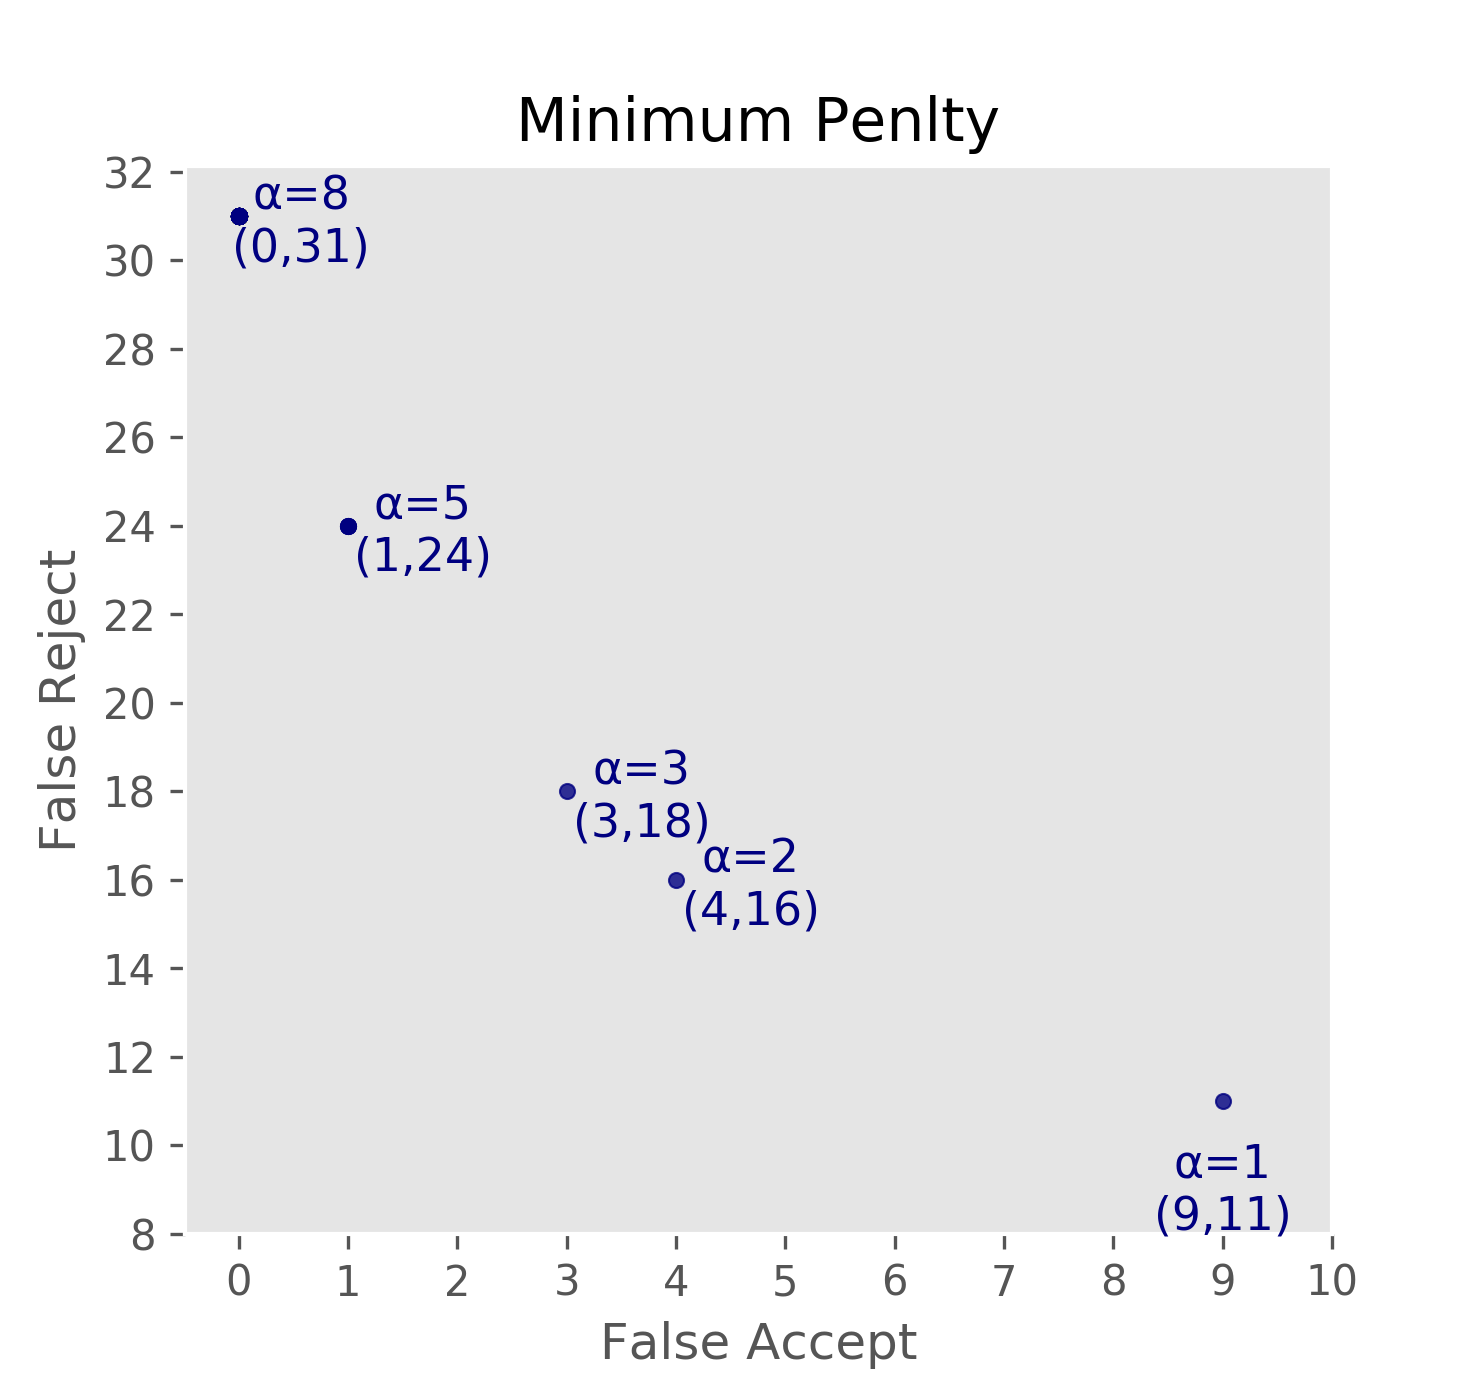 Minimum Penlty
32
30
28
26
24
22
20
18
16
14
12
10
8
False Reject
α=8
(0,31)
α=5
(1,24)
α=3
(3,18)
α=2
(4,16)
α=1
(9,11)
0 1 2 3 4 5 6 7 8 9 10
False Accept